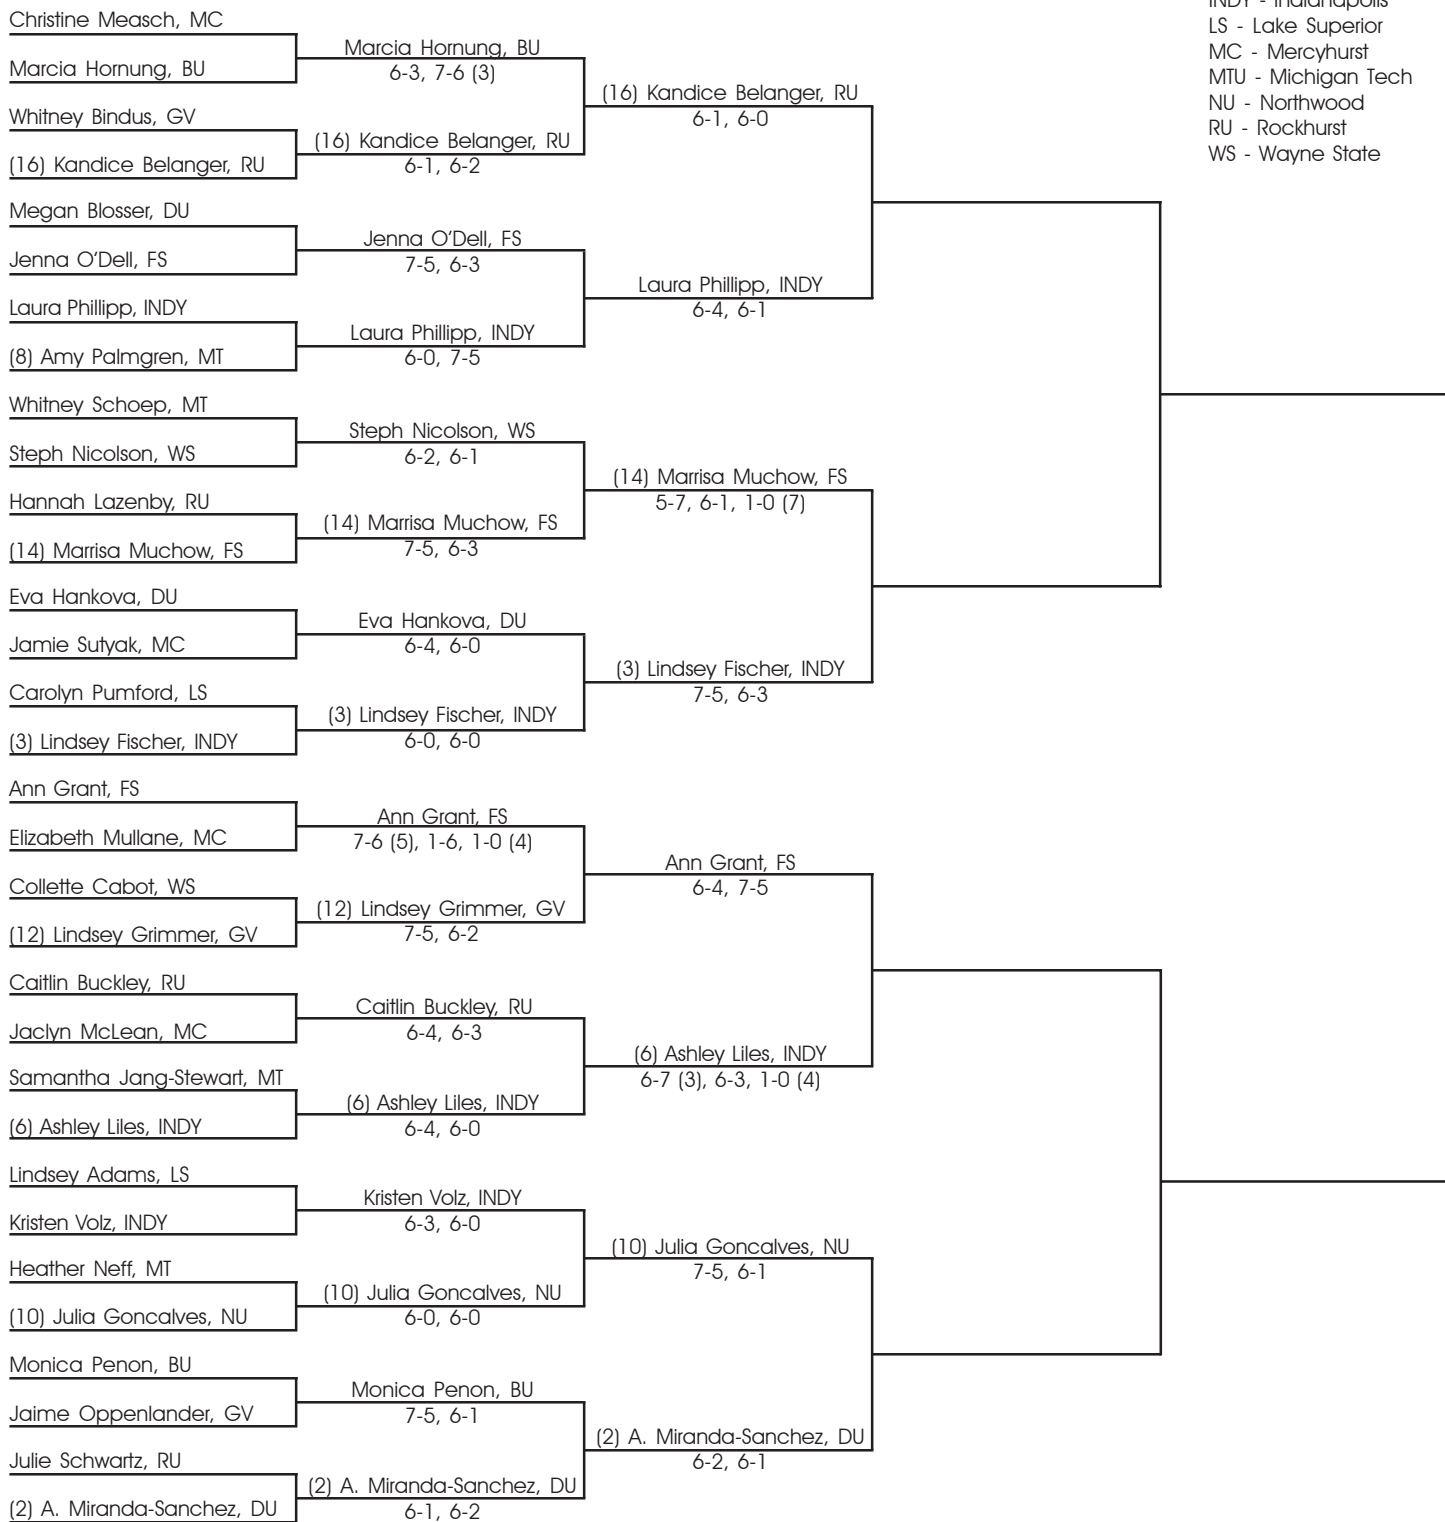 Christine Measch, MC
Marcia Hornung, BU
Whitney Bindus, GV
(16) Kandice Belanger, RU
Megan Blosser, DU
Jenna O'Dell, FS
Laura Phillipp, INDY
(8) Amy Palmgren, MT
Whitney Schoep, MT
Steph Nicolson, WS
Hannah Lazenby, RU
(14) Marrisa Muchow, FS
Eva Hankova, DU
Jamie Sutyak, MC
Carolyn Pumford, LS
(3) Lindsey Fischer, INDY
Ann Grant, FS
Elizabeth Mullane, MC
Collette Cabot, WS
(12) Lindsey Grimmer, GV
Caitlin Buckley, RU
Jaclyn McLean, MC
Samantha Jang-Stewart, MT
(6) Ashley Liles, INDY
Lindsey Adams, LS
Kristen Volz, INDY
Heather Neff, MT
(10) Julia Goncalves, NU
Monica Penon, BU
Jaime Oppenlander, GV
Julie Schwartz, RU
(2) A. Miranda-Sanchez, DU
Marcia Hornung, BU
6-3, 7-6 (3)
(16) Kandice Belanger, RU
6-1, 6-2
Jenna O'Dell, FS
7-5, 6-3
Laura Phillipp, INDY
6-0, 7-5
Steph Nicolson, WS
6-2, 6-1
(14) Marrisa Muchow, FS
7-5, 6-3
Eva Hankova, DU
6-4, 6-0
(3) Lindsey Fischer, INDY
6-0, 6-0
Ann Grant, FS
7-6 (5), 1-6, 1-0 (4)
(12) Lindsey Grimmer, GV
7-5, 6-2
Caitlin Buckley, RU
6-4, 6-3
(6) Ashley Liles, INDY
6-4, 6-0
Kristen Volz, INDY
6-3, 6-0
(10) Julia Goncalves, NU
6-0, 6-0
Monica Penon, BU
7-5, 6-1
(2) A. Miranda-Sanchez, DU
6-1, 6-2
(16) Kandice Belanger, RU
6-1, 6-0
Laura Phillipp, INDY
6-4, 6-1
(14) Marrisa Muchow, FS
5-7, 6-1, 1-0 (7)
(3) Lindsey Fischer, INDY
7-5, 6-3
Ann Grant, FS
6-4, 7-5
(6) Ashley Liles, INDY
6-7 (3), 6-3, 1-0 (4)
(10) Julia Goncalves, NU
7-5, 6-1
(2) A. Miranda-Sanchez, DU
6-2, 6-1
INDY - Indianapolis
LS - Lake Superior
MC - Mercyhurst
MTU - Michigan Tech
NU - Northwood
RU - Rockhurst
WS - Wayne State